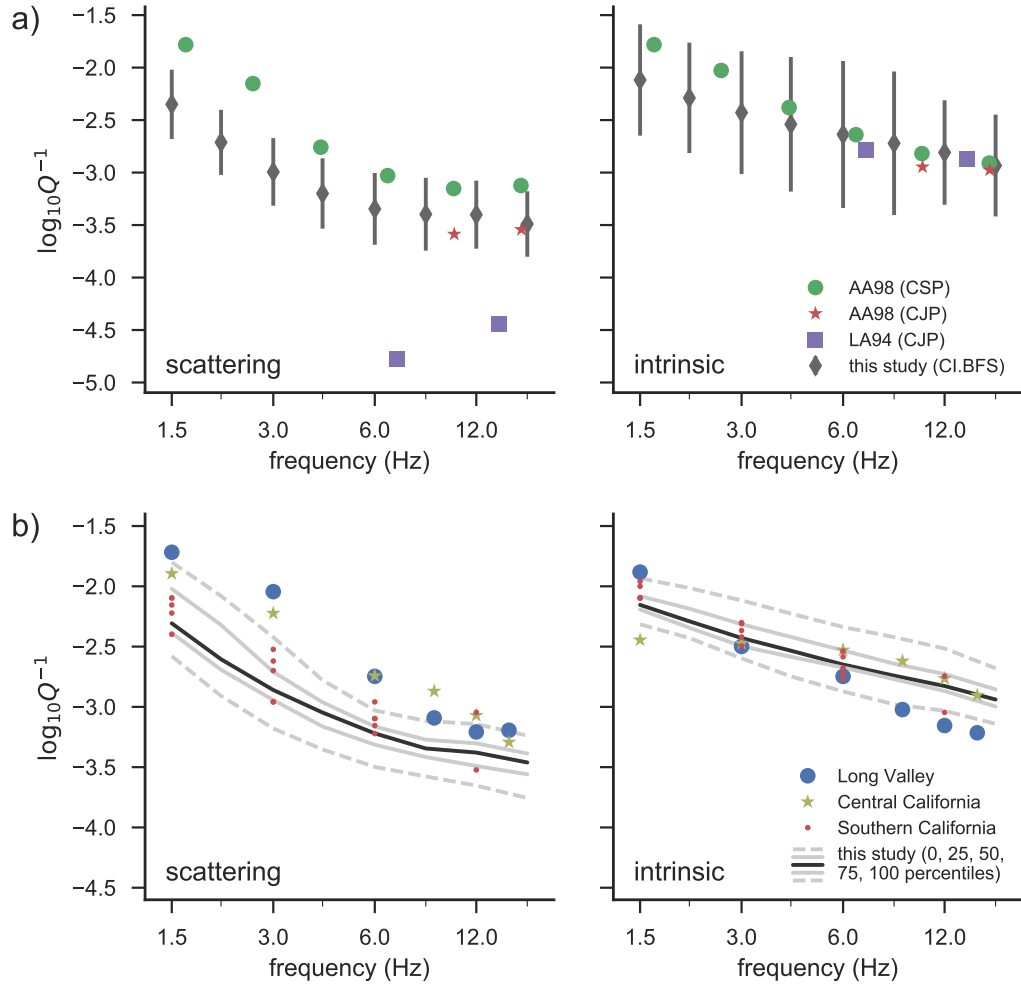 a)
−1.5
−2.0
−2.5
−3.0
−3.5
−4.0
−4.5
−5.0
log₁₀Q⁻¹
scattering
1.5
3.0
6.0
12.0
frequency (Hz)
AA98 (CSP)
AA98 (CJP)
LA94 (CJP)
this study (CI.BFS)
intrinsic
1.5
3.0
6.0
12.0
frequency (Hz)
b)
−1.5
−2.0
−2.5
−3.0
−3.5
−4.0
−4.5
log₁₀Q⁻¹
scattering
1.5
3.0
6.0
12.0
frequency (Hz)
Long Valley
Central California
Southern California
this study (0, 25, 50,
75, 100 percentiles)
intrinsic
1.5
3.0
6.0
12.0
frequency (Hz)